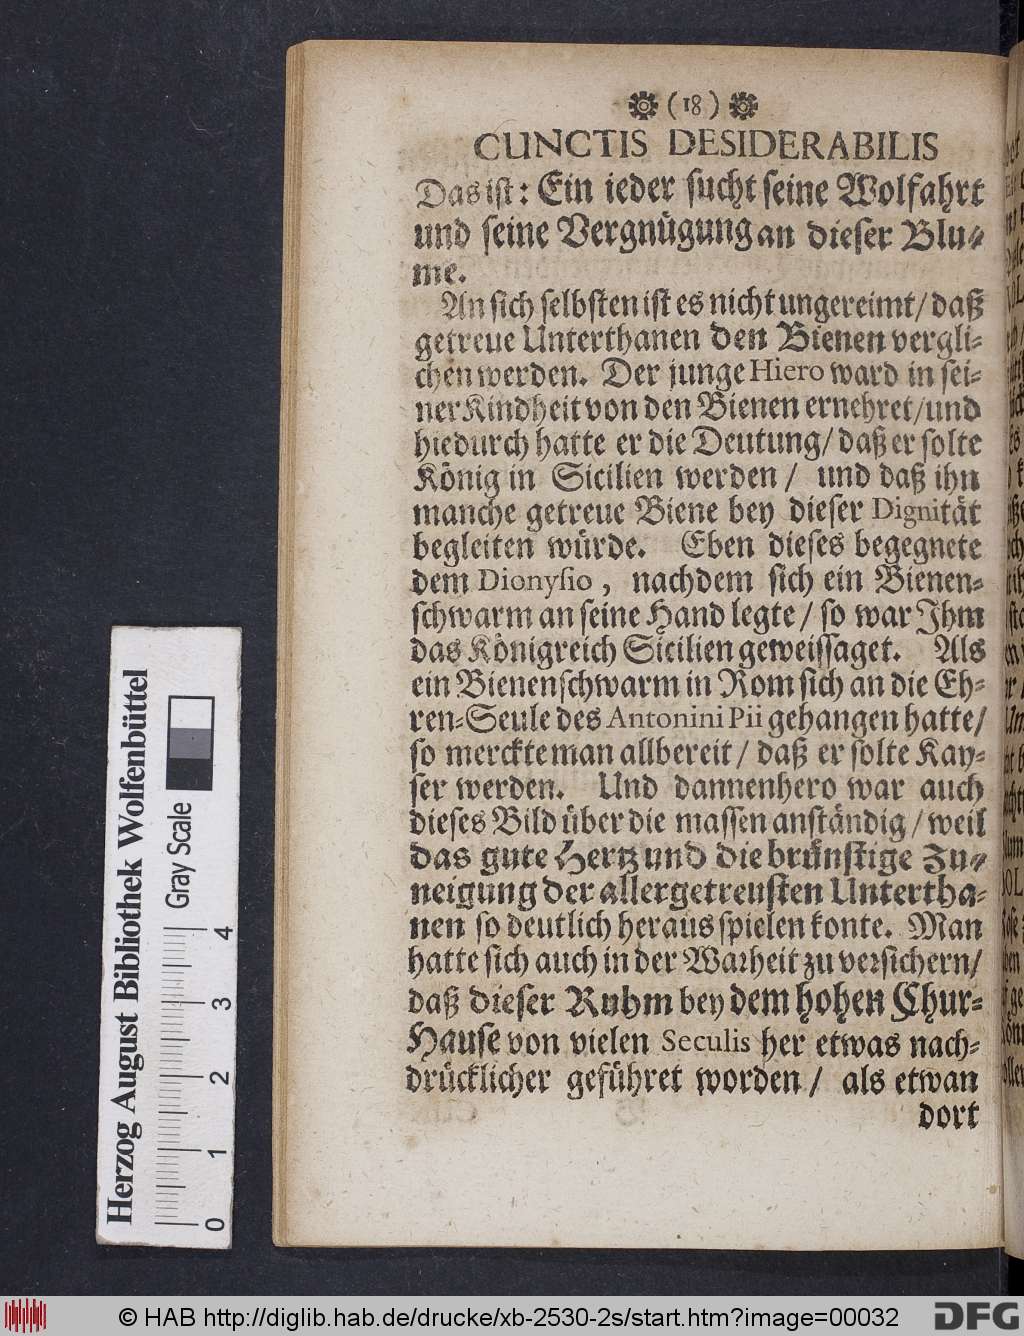 (18)
CUNCTIS DESIDERABILIS
Das ist: Ein ieder sucht seine Wolfahrt
und seine Vergnügung an dieser Blu-
me.
An sich selbsten ist es nicht ungereimt/ daß
getreue Unterthanen den Bienen vergli-
chen werden. Der junge Hiero ward in sei-
ner Kindheit von den Bienen ernehret/ und
hiedurch hatte er die Deutung/ daß er solte
König in Sicilien werden/ und daß ihn
manche getreue Biene bey dieser Dignität
begleiten würde. Eben dieses begegnete
dem Dionysio, nachdem sich ein Bienen-
schwarm an seine Hand legte/ so war Ihm
das Königreich Sicilien geweissaget. Als
ein Bienenschwarm in Rom sich an die Eh-
ren-Seule des Antonini Pii gehangen hatte/
so merckte man allbereit/ daß er solte Kay-
ser werden. Und dannenhero war auch
dieses Bild über die massen anständig/ weil
das gute Hertz und die brünstige Zu-
neigung der allergetreusten Untertha-
nen so deutlich heraus spielen konte. Man
hatte sich auch in der Warheit zu versichern/
daß dieser Ruhm bey dem hohen Chur-
Hause von vielen Seculis her etwas nach-
drücklicher geführet worden/ als etwan
dort
Herzog August Bibliothek Wolfenbüttel
Gray Scale
0 1 2 3 4
© HAB http://diglib.hab.de/drucke/xb-2530-2s/start.htm?image=00032
DFG